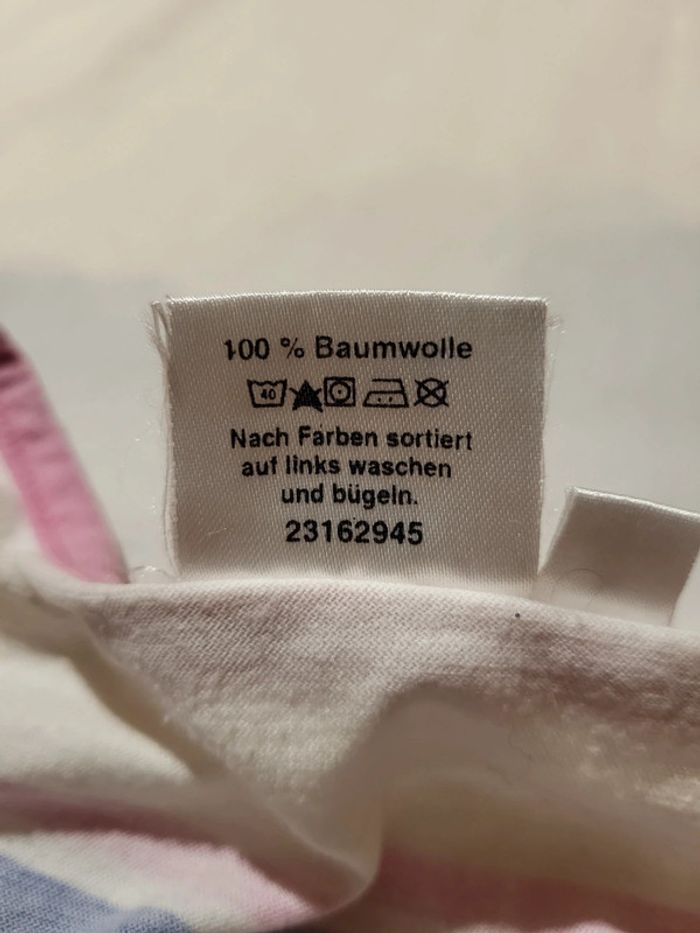 100 % Baumwolle
40
Nach Farben sortiert
auf links waschen
und bügeln.
23162945